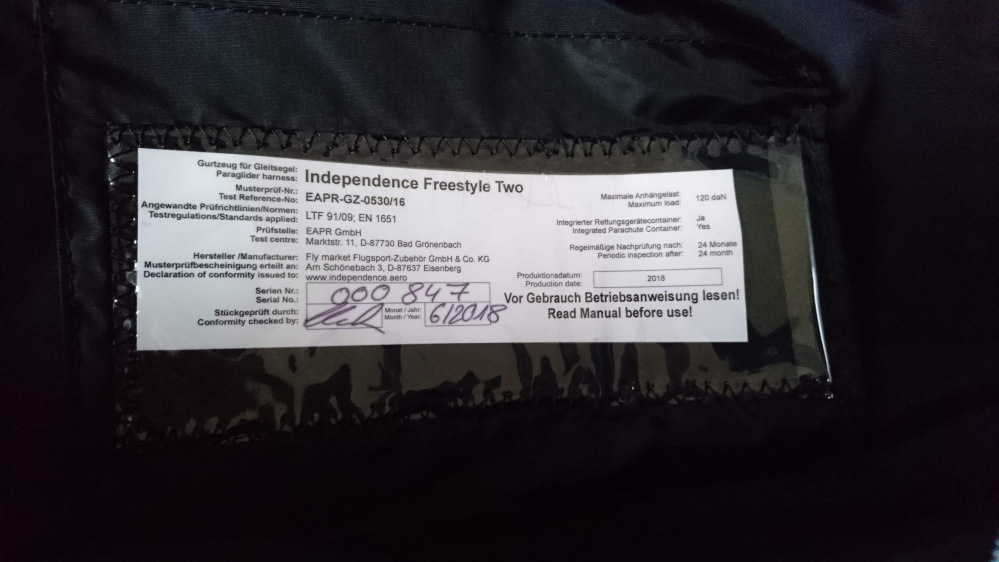 Gurtzeug für Gleitsegel:
Paraglider harness:
Independence Freestyle Two
Musterprüf-Nr.:
Test Reference-No:
EAPR-GZ-0530/16
Angewandte Prüfrichtlinien/Normen:
Testregulations/Standards applied:
LTF 91/09; EN 1651
Prüfstelle:
Test centre:
EAPR GmbH
Marktstr. 11, D-87730 Bad Grönenbach
Hersteller /Manufacturer:
Musterprüfbescheinigung erteilt an:
Declaration of conformity issued to:
Fly market Flugsport-Zubehör GmbH & Co. KG
Am Schönebach 3, D-87637 Eisenberg
www.independence.aero
Serien Nr.:
Serial No.:
000 847
Stückgeprüft durch:
Conformity checked by:
Monat / Jahr:
Month / Year:
6/2018
Maximale Anhängelast:
Maximum load:
120 daN
Integrierter Rettungsgerätecontainer:
Integrated Parachute Container:
Ja
Yes
Regelmäßige Nachprüfung nach:
Periodic inspection after:
24 Monate
24 month
Produktionsdatum:
Production date:
2018
Vor Gebrauch Betriebsanweisung lesen!
Read Manual before use!